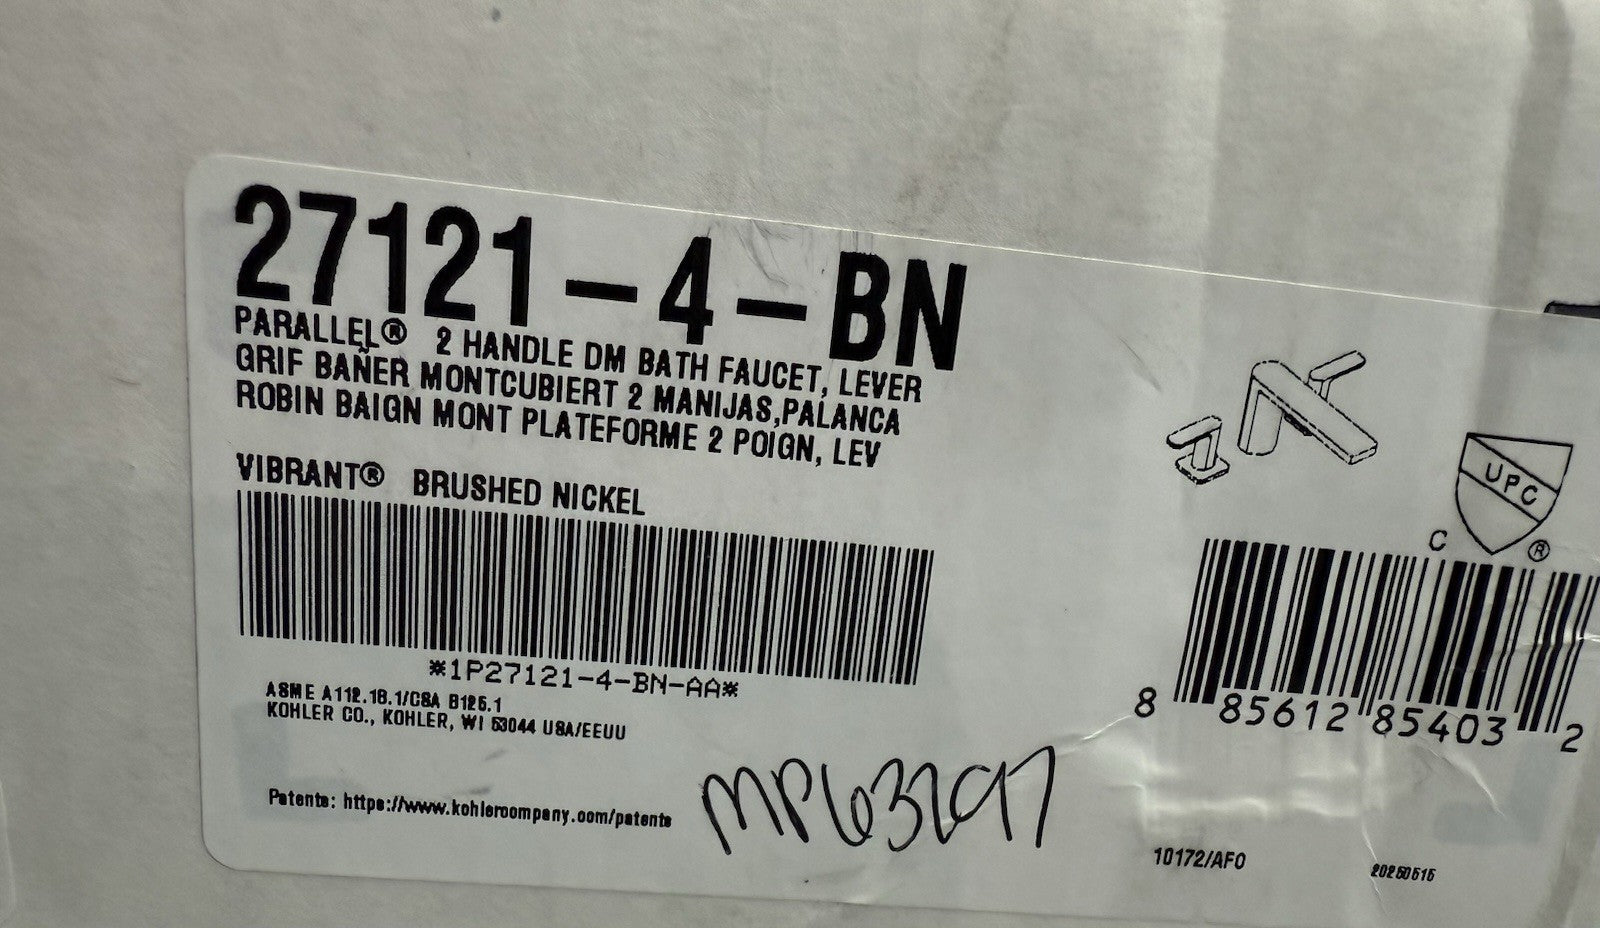 27121-4-BN
PARALLEL® 2 HANDLE DM BATH FAUCET, LEVER
GRIF BAÑER MONTCUBIERT 2 MANIJAS,PALANCA
ROBIN BAIGN MONT PLATEFORME 2 POIGN, LEV
VIBRANT® BRUSHED NICKEL
*1P27121-4-BN-AA*
ASME A112.18.1/CSA B125.1
KOHLER CO., KOHLER, WI 53044 USA/EEUU
Patents: https://www.kohlercompany.com/patents
MP63297
UPC
C ®
8 85612 85403 2
10172/AFO
20250515